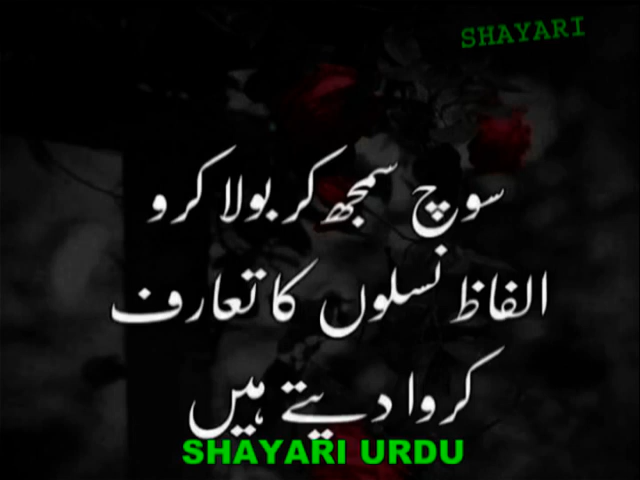 SHAYARI
سوچ سمجھ کر بولا کرو
الفاظ نسلوں کا تعارف
کروا دیتے ہیں
SHAYARI URDU